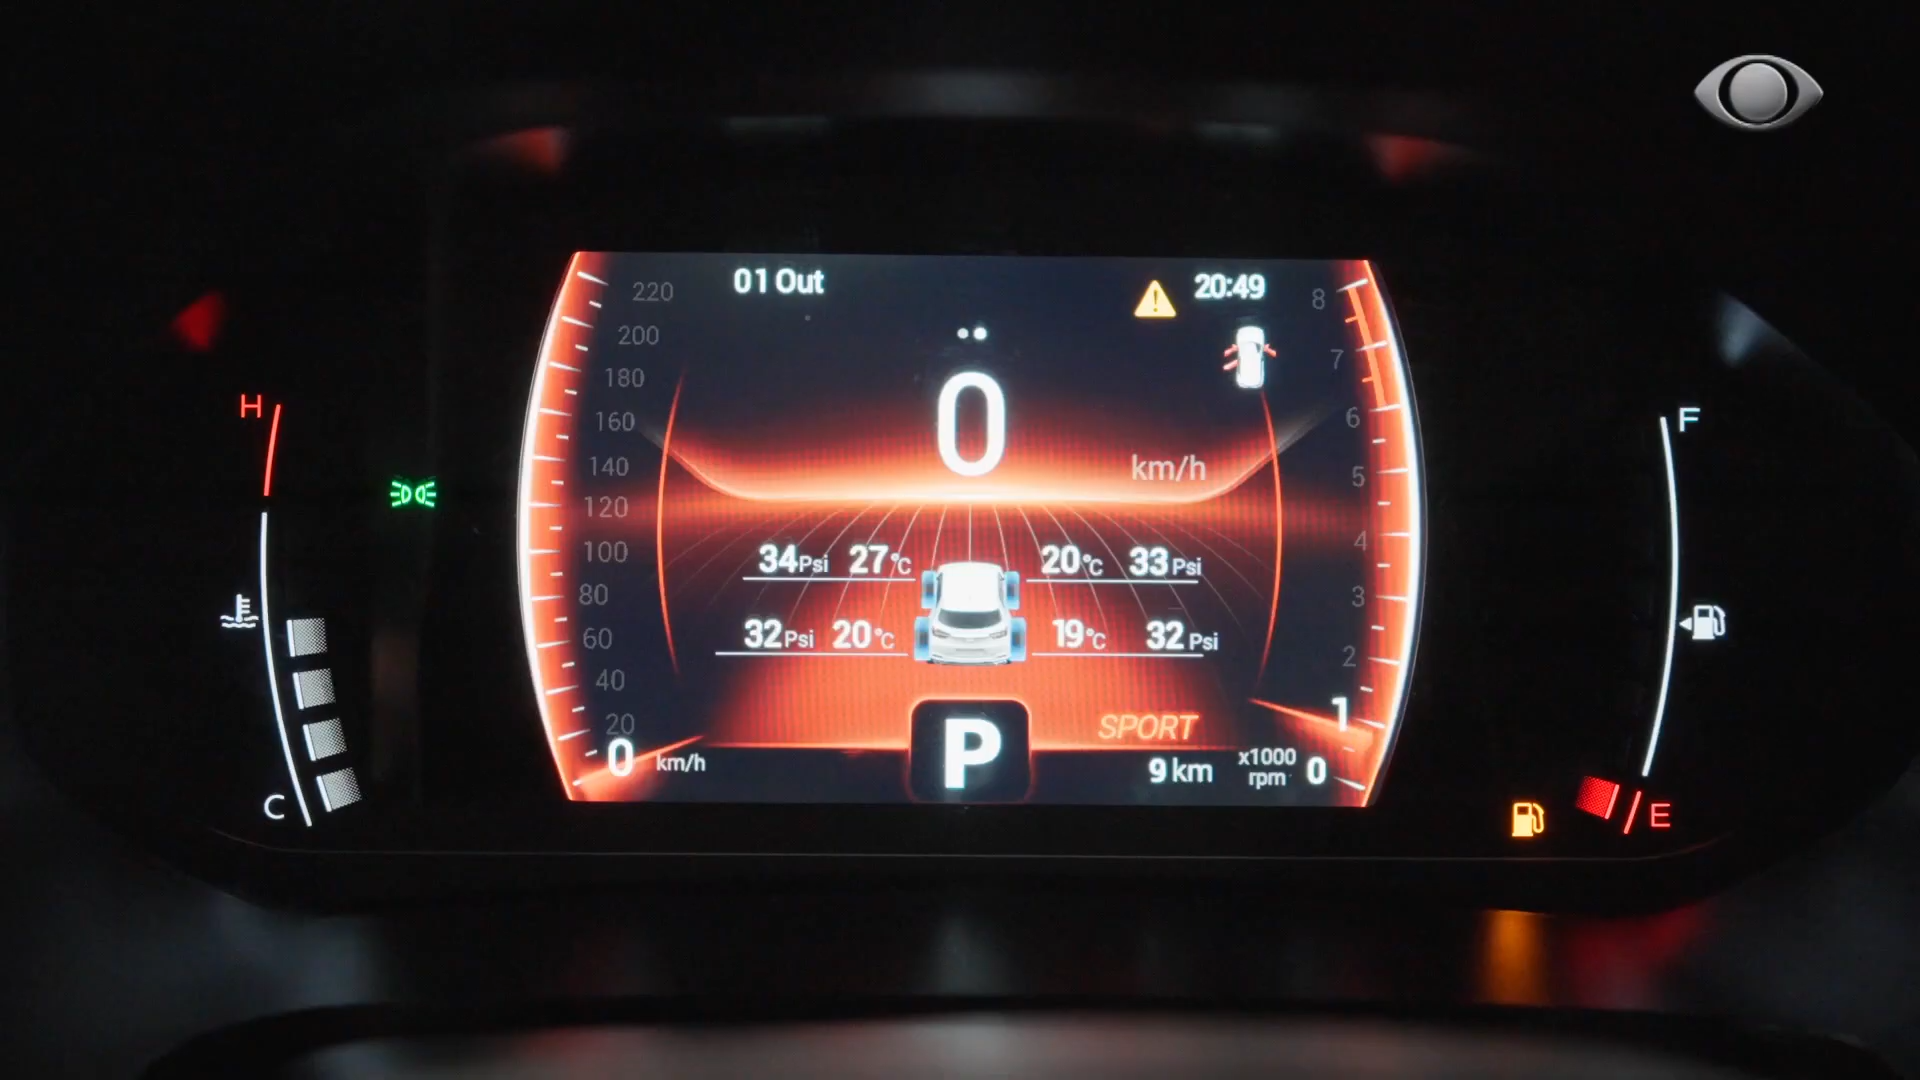 01 Out
20:49
220
200
180
160
140
120
100
80
60
40
20
0 km/h
8
7
6
5
4
3
2
1
0
x1000
rpm
0
km/h
34 Psi 27°C
20°C 33 Psi
32 Psi 20°C
19°C 32 Psi
P
SPORT
9 km
H
C
F
E